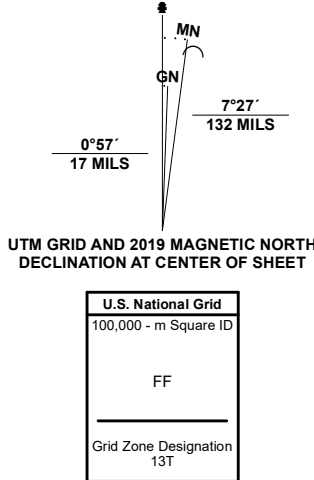 MN
GN
7°27´
132 MILS
0°57´
17 MILS
UTM GRID AND 2019 MAGNETIC NORTH
DECLINATION AT CENTER OF SHEET
U.S. National Grid
100,000 - m Square ID
FF
Grid Zone Designation
13T